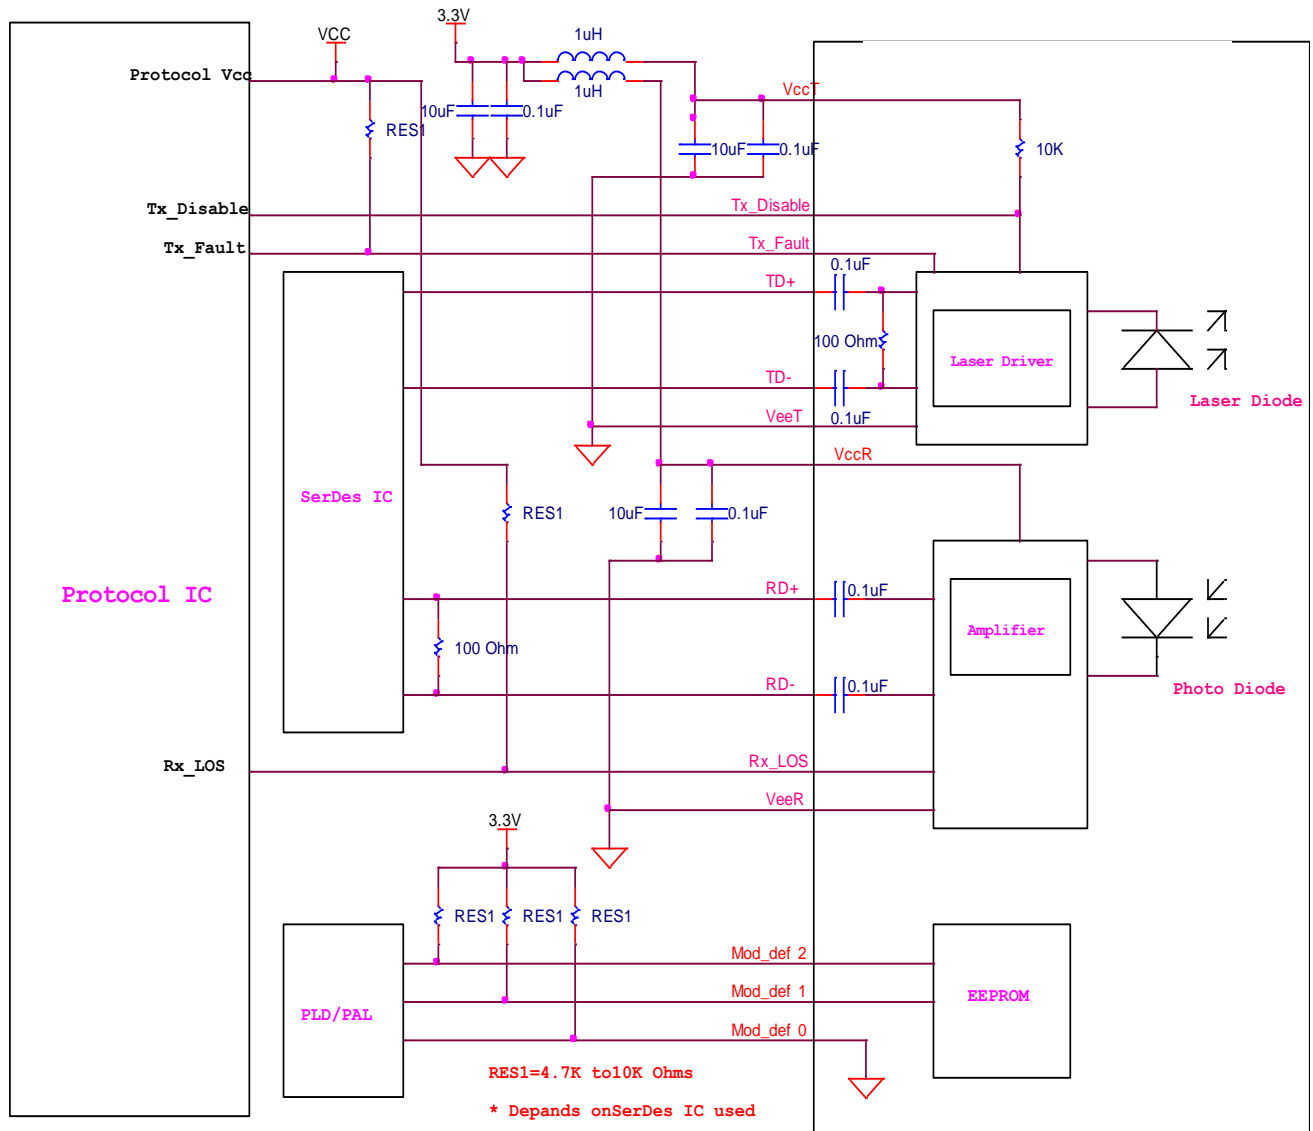 3.3V
VCC
1uH
Protocol Vcc
1uH
VccT
10uF
0.1uF
RES1
10uF
0.1uF
10K
Tx_Disable
Tx_Disable
Tx_Fault
Tx_Fault
0.1uF
TD+
100 Ohm
Laser Driver
TD-
Laser Diode
VeeT
0.1uF
VccR
SerDes IC
RES1
10uF
0.1uF
Protocol IC
RD+
0.1uF
Amplifier
100 Ohm
RD-
0.1uF
Photo Diode
Rx_LOS
Rx_LOS
VeeR
3.3V
RES1
RES1
RES1
Mod_def 2
Mod_def 1
EEPROM
PLD/PAL
Mod_def 0
RES1=4.7K to10K Ohms
* Depands onSerDes IC used